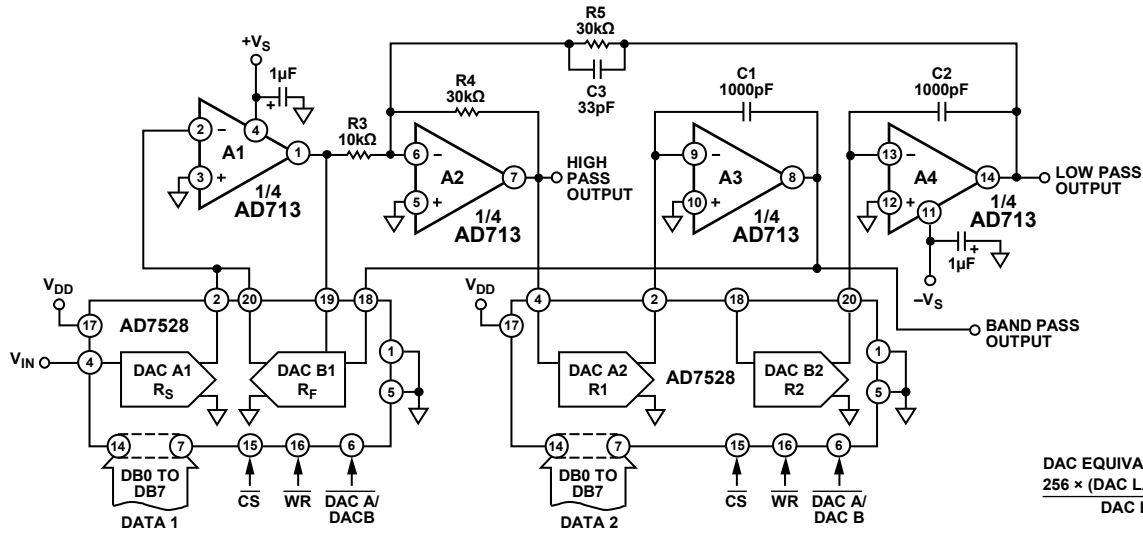 R5
30kΩ
C3
33pF
+VS
1µF
+
R4
30kΩ
C1
1000pF
C2
1000pF
2
–
4
A1
1
3
+
1/4
AD713
R3
10kΩ
6
–
A2
7
5
+
1/4
AD713
HIGH
PASS
OUTPUT
9
–
A3
8
10
+
1/4
AD713
13
–
A4
14
12
+
11
1/4
AD713
LOW PASS
OUTPUT
1µF
+
–VS
BAND PASS
OUTPUT
VDD
17
AD7528
2
20
19
18
VIN
4
DAC A1
RS
DAC B1
RF
1
5
14
7
15
16
6
DB0 TO
DB7
DATA 1
CS
WR
DAC A/
DACB
VDD
17
4
2
18
20
DAC A2
R1
AD7528
DAC B2
R2
1
5
14
7
15
16
6
DB0 TO
DB7
DATA 2
CS
WR
DAC A/
DAC B
DAC EQUIVA
256 × (DAC L
DAC